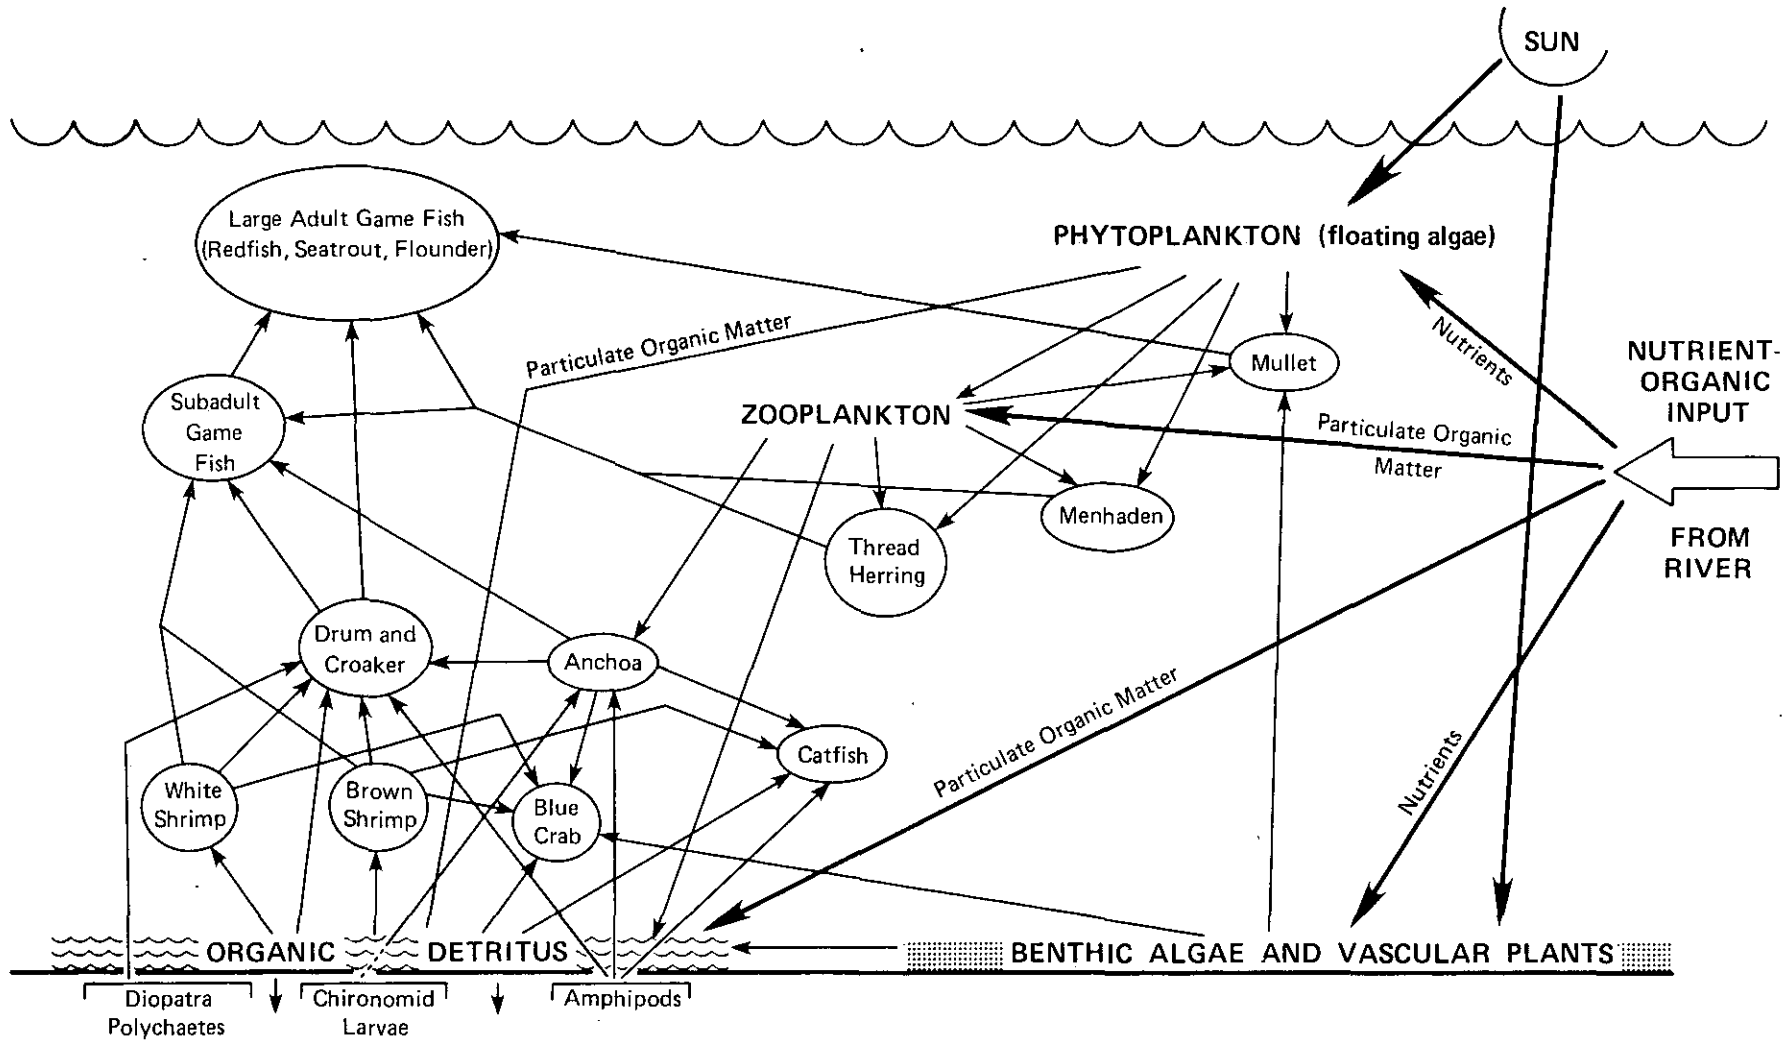 SUN
Large Adult Game Fish
(Redfish, Seatrout, Flounder)
PHYTOPLANKTON (floating algae)
Particulate Organic Matter
Nutrients
NUTRIENT-
ORGANIC
INPUT
Mullet
Subadult
Game
Fish
ZOOPLANKTON
Particulate Organic
Matter
Menhaden
Thread
Herring
FROM
RIVER
Drum and
Croaker
Anchoa
Particulate Organic Matter
Nutrients
Catfish
White
Shrimp
Brown
Shrimp
Blue
Crab
ORGANIC DETRITUS
BENTHIC ALGAE AND VASCULAR PLANTS
Diopatra
Polychaetes
Chironomid
Larvae
Amphipods